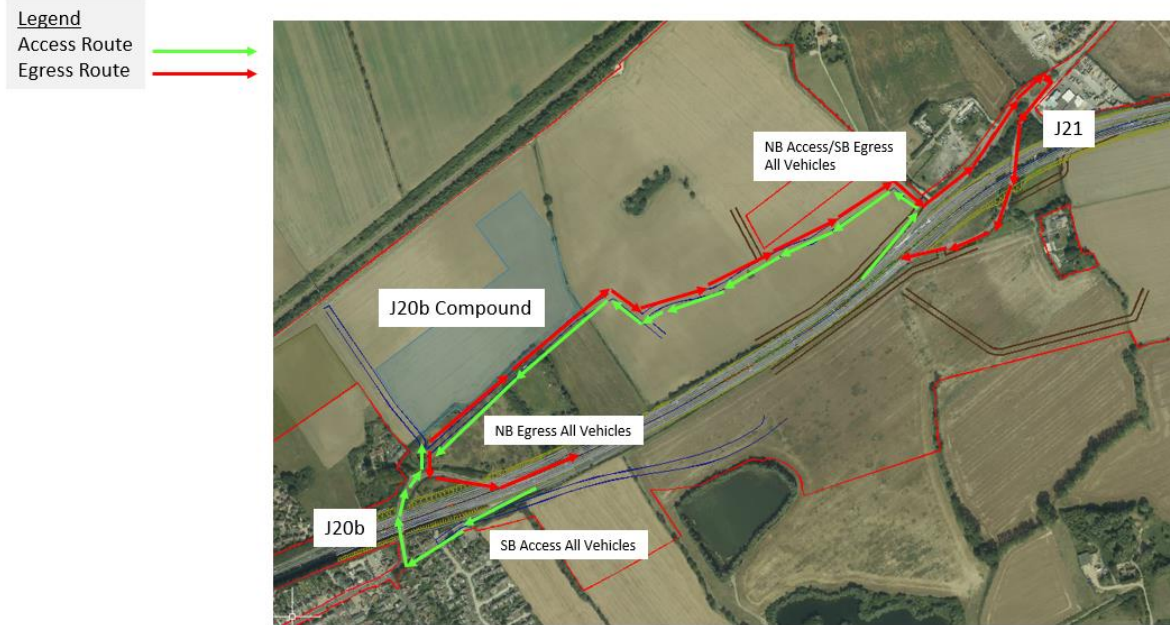 Legend
Access Route
Egress Route
NB Access/SB Egress
All Vehicles
J21
J20b Compound
NB Egress All Vehicles
J20b
SB Access All Vehicles